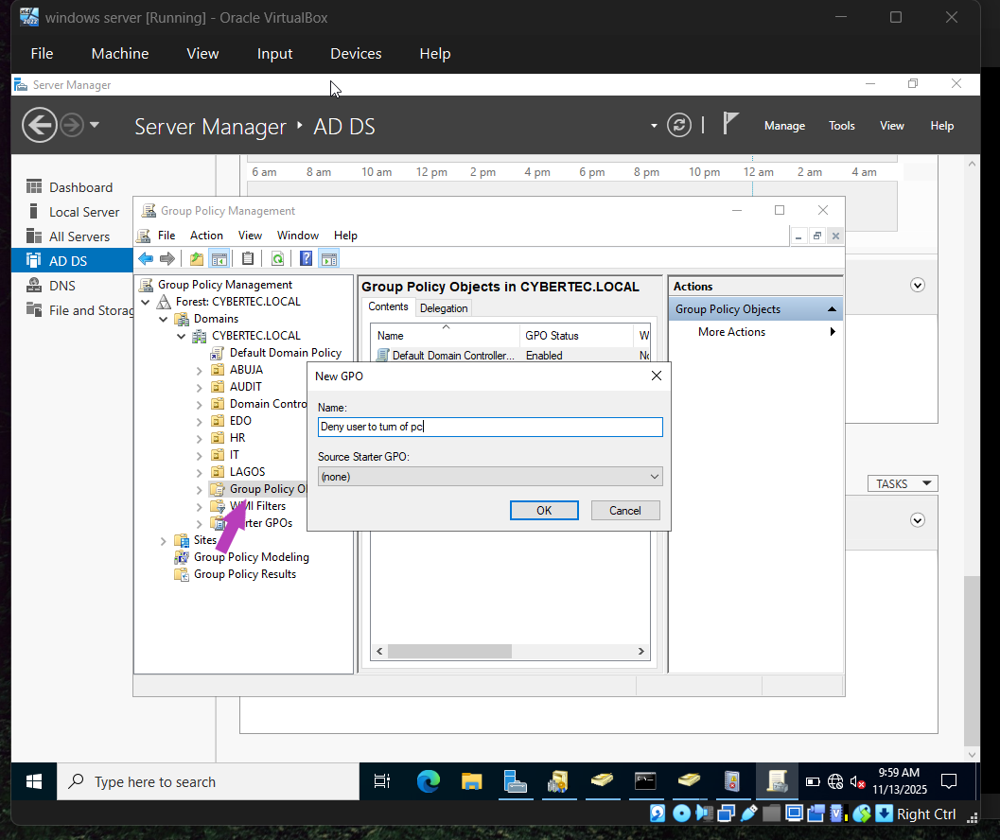 windows server [Running] - Oracle VirtualBox
File Machine View Input Devices Help
Server Manager
Server Manager AD DS
Manage Tools View Help
Dashboard
Local Server
All Servers
AD DS
DNS
File and Storag
6 am 8 am 10 am 12 pm 2 pm 4 pm 6 pm 8 pm 10 pm 12 am 2 am 4 am
Group Policy Management
File Action View Window Help
Group Policy Management
Forest: CYBERTEC.LOCAL
Domains
CYBERTEC.LOCAL
Default Domain Policy
ABUJA
AUDIT
Domain Contro
EDO
HR
IT
LAGOS
Group Policy Ob
WMI Filters
rter GPOs
Sites
Group Policy Modeling
Group Policy Results
Group Policy Objects in CYBERTEC.LOCAL
Contents Delegation
Name GPO Status W
Default Domain Controller... Enabled Nc
Actions
Group Policy Objects
More Actions
New GPO
Name:
Deny user to turn of pc
Source Starter GPO:
(none)
OK Cancel
TASKS
Type here to search
9:59 AM
11/13/2025
Right Ctrl